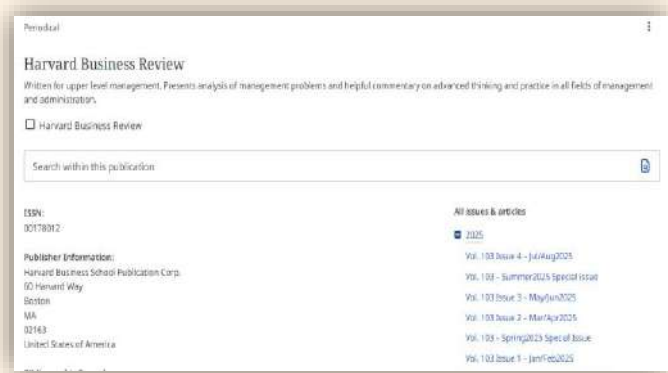 Periodical
Harvard Business Review
Written for upper level management. Presents analysis of management problems and helpful commentary on advanced thinking and practice in all fields of management
and administration.
Harvard Business Review
Search within this publication
ISSN:
00178012
Publisher Information:
Harvard Business School Publication Corp.
60 Harvard Way
Boston
MA
02163
United States of America
All issues & articles
2025
Vol. 103 Issue 4 - Jul/Aug2025
Vol. 103 - Summer2025 Special Issue
Vol. 103 Issue 3 - May/Jun2025
Vol. 103 Issue 2 - Mar/Apr2025
Vol. 103 - Spring2025 Special Issue
Vol. 103 Issue 1 - Jan/Feb2025